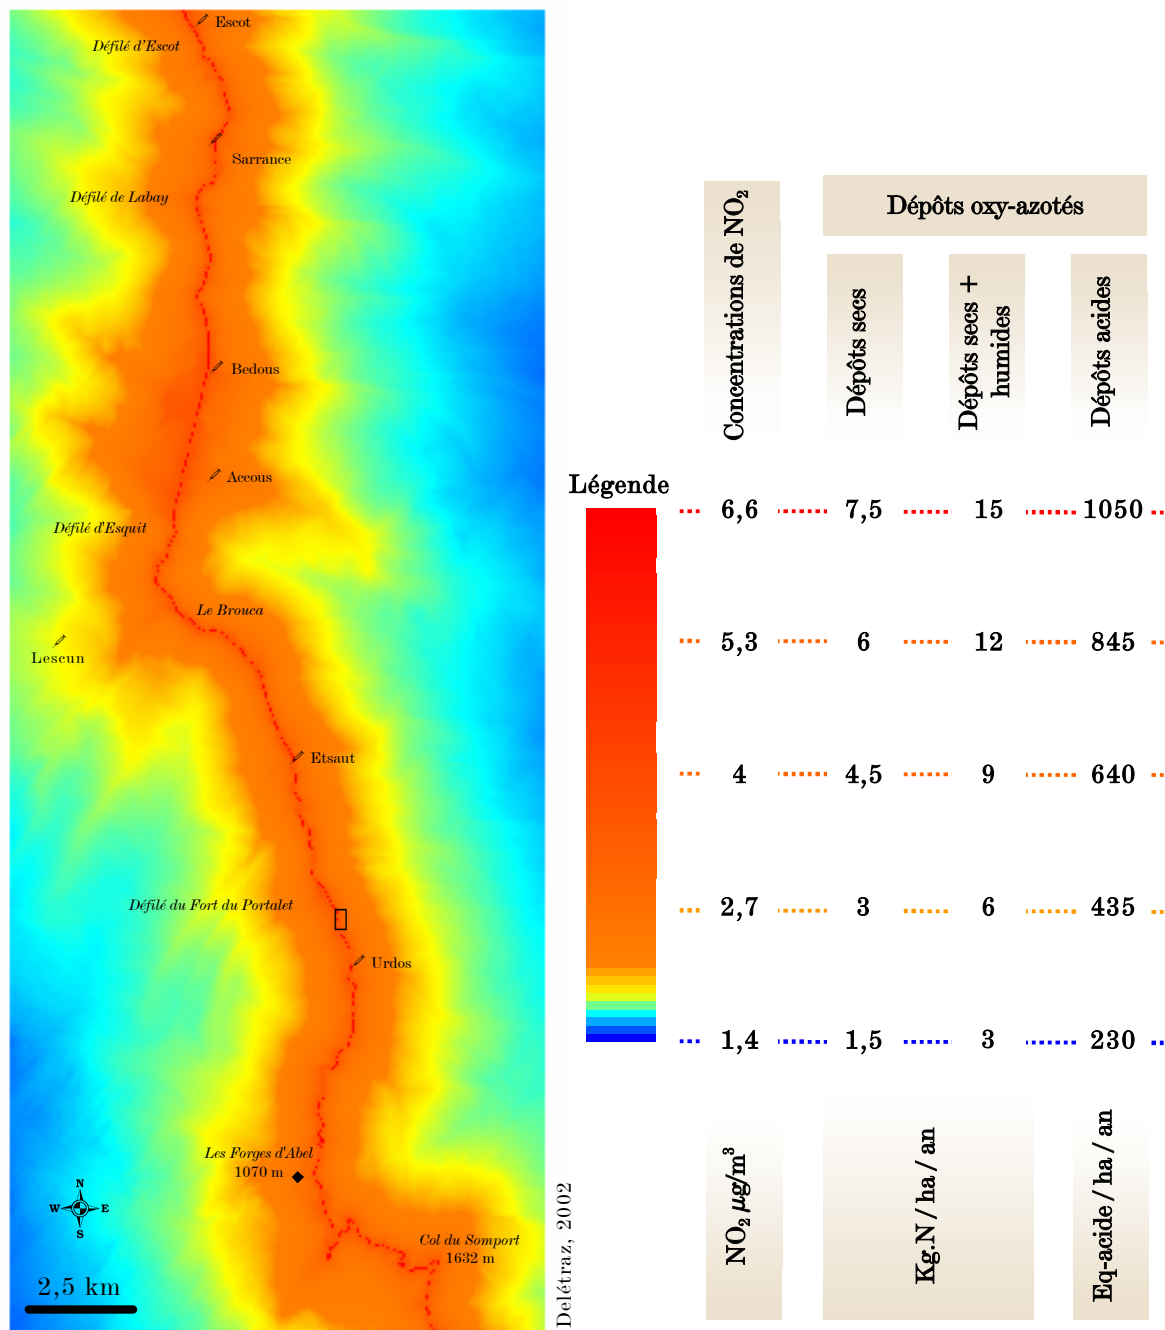 Escot
Défilé d'Escot
Sarrance
Défilé de Labay
Bedous
Accous
Défilé d'Esquit
Le Brouca
Lescun
Etsaut
Défilé du Fort du Portalet
Urdos
Les Forges d'Abel
1070 m
Col du Somport
1632 m
N
W E
S
2,5 km
Delétraz, 2002
Concentrations de NO₂
Dépôts oxy-azotés
Dépôts secs
Dépôts secs +
humides
Dépôts acides
Légende
6,6 7,5 15 1050
5,3 6 12 845
4 4,5 9 640
2,7 3 6 435
1,4 1,5 3 230
NO₂ µg/m³
Kg.N / ha / an
Eq-acide / ha / an